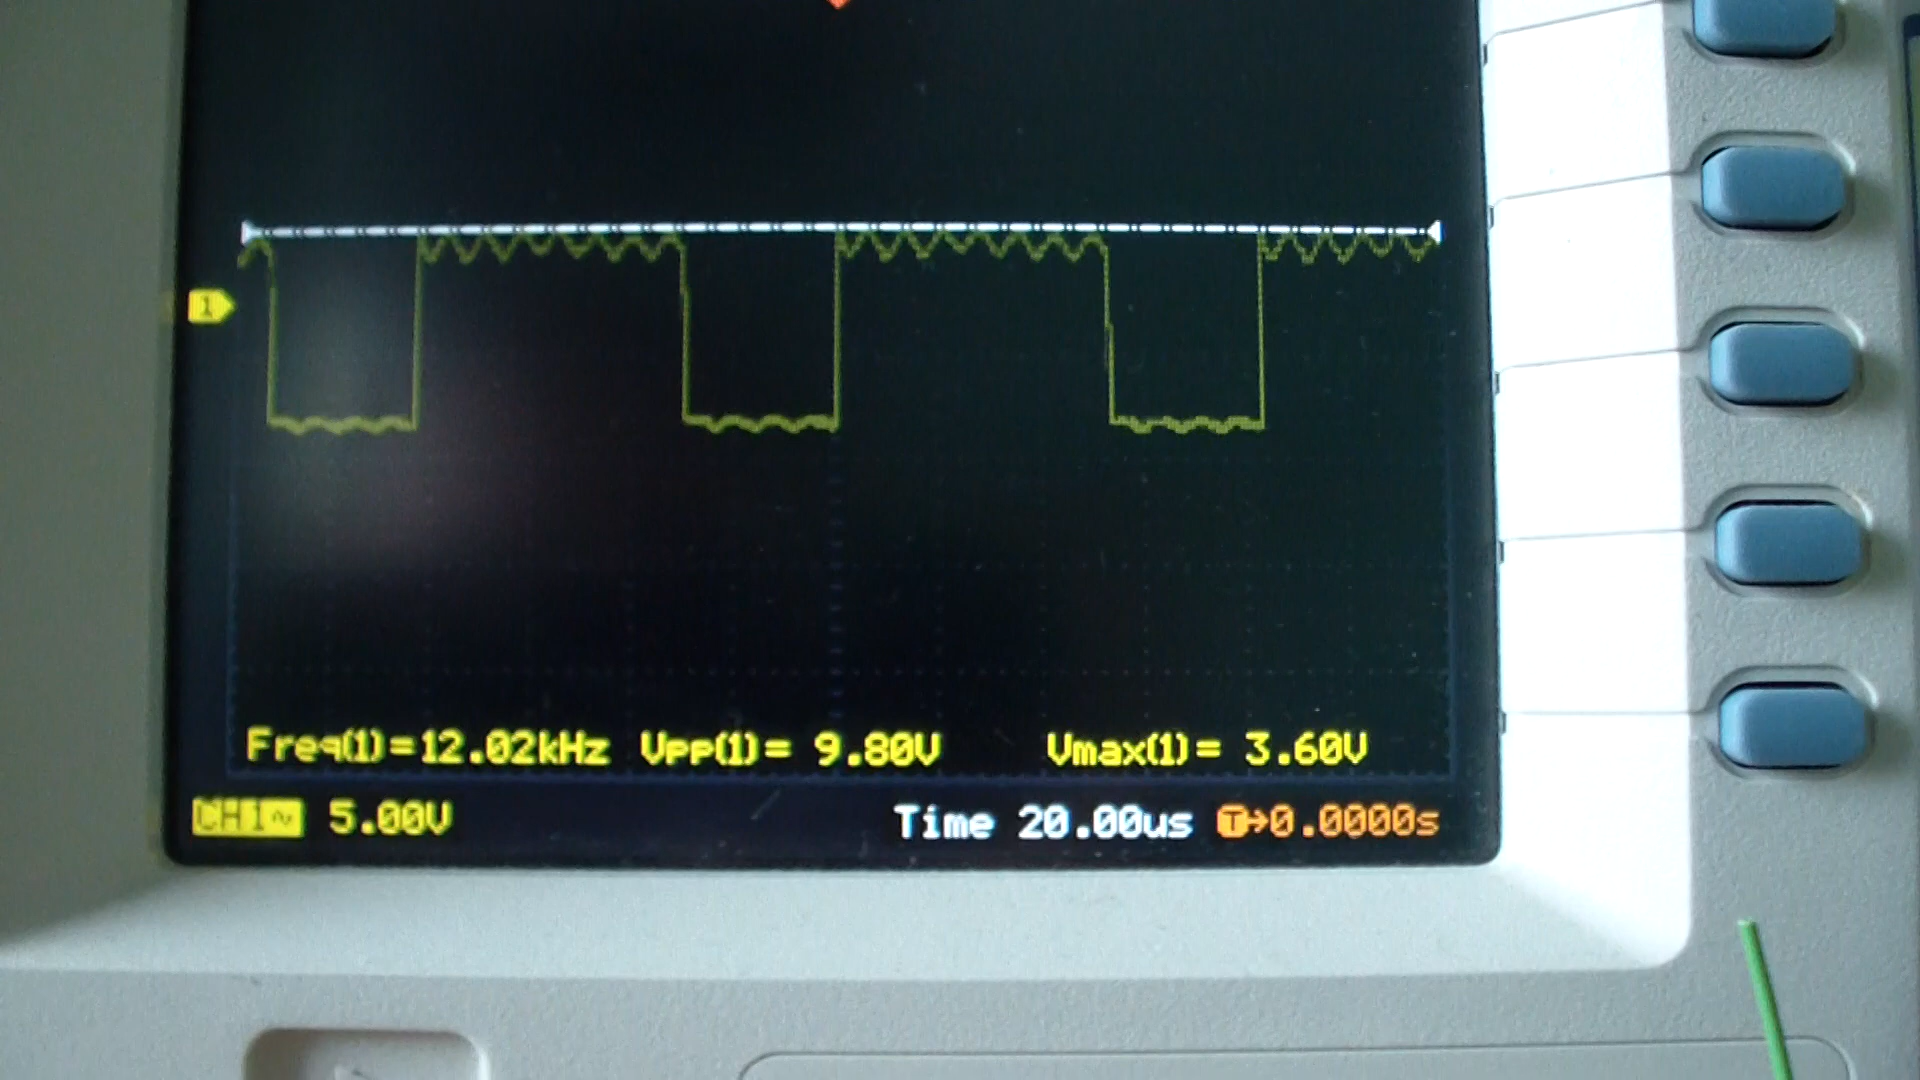 1
Freq(1)=12.02kHz Vpp(1)= 9.80V Vmax(1)= 3.60V
CH1~ 5.00V Time 20.00us T→0.0000s